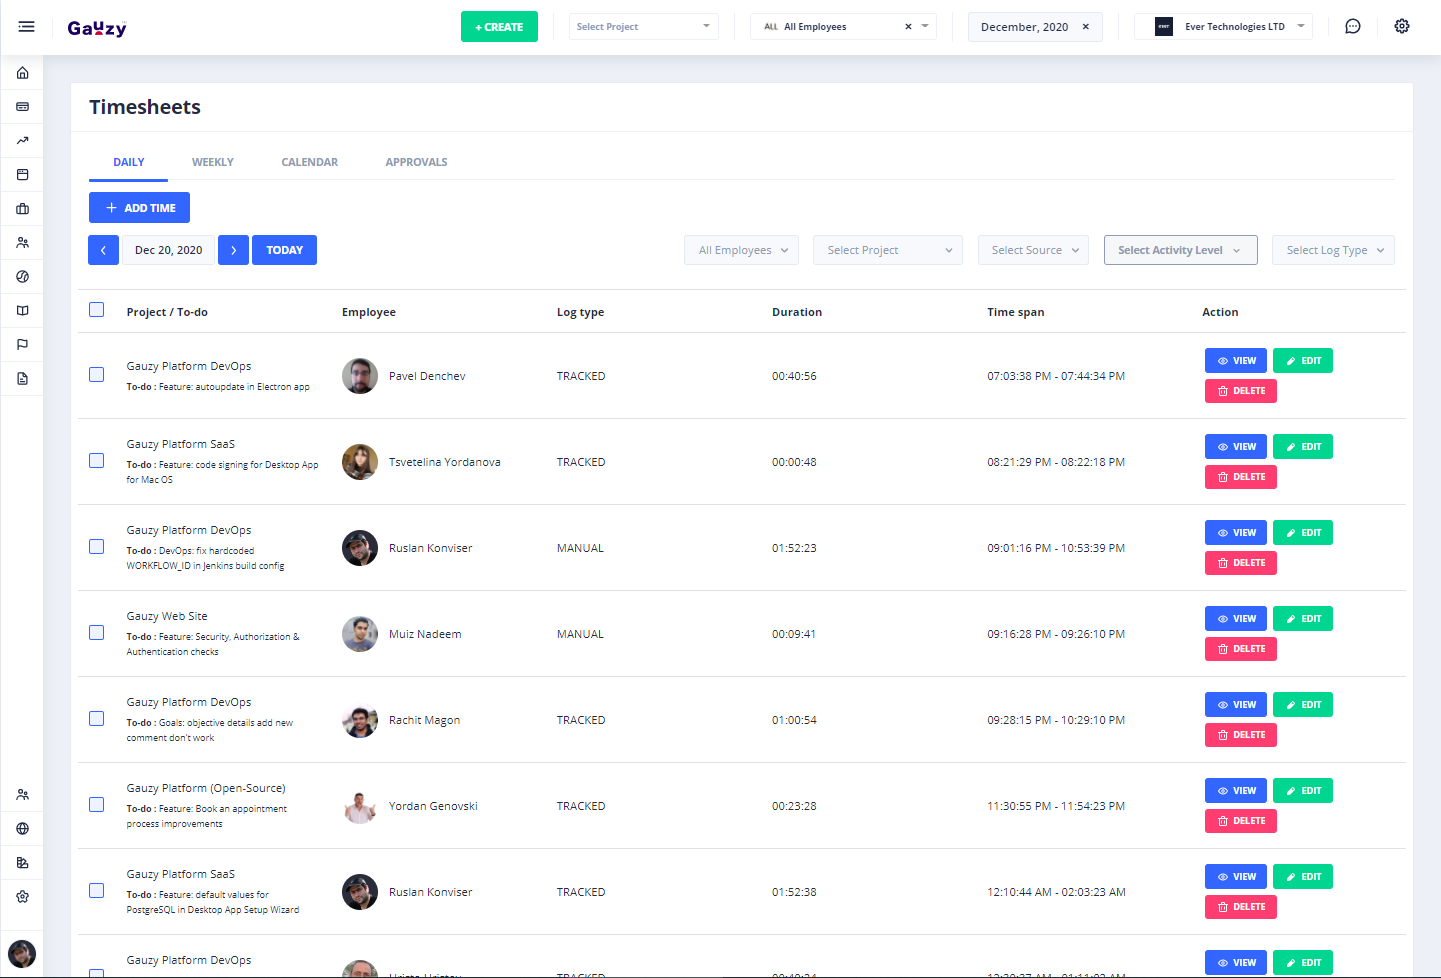 Gauzy
+ CREATE
Select Project
ALL All Employees ×
December, 2020 ×
ever Ever Technologies LTD
Timesheets
DAILY WEEKLY CALENDAR APPROVALS
+ ADD TIME
Dec 20, 2020 TODAY All Employees Select Project Select Source Select Activity Level Select Log Type
Project / To-do Employee Log type Duration Time span Action
Gauzy Platform DevOps
To-do : Feature: autoupdate in Electron app
Pavel Denchev TRACKED 00:40:56 07:03:38 PM - 07:44:34 PM
VIEW EDIT
DELETE
Gauzy Platform SaaS
To-do : Feature: code signing for Desktop App
for Mac OS
Tsvetelina Yordanova TRACKED 00:00:48 08:21:29 PM - 08:22:18 PM
VIEW EDIT
DELETE
Gauzy Platform DevOps
To-do : DevOps: fix hardcoded
WORKFLOW_ID in Jenkins build config
Ruslan Konviser MANUAL 01:52:23 09:01:16 PM - 10:53:39 PM
VIEW EDIT
DELETE
Gauzy Web Site
To-do : Feature: Security, Authorization &
Authentication checks
Muiz Nadeem MANUAL 00:09:41 09:16:28 PM - 09:26:10 PM
VIEW EDIT
DELETE
Gauzy Platform DevOps
To-do : Goals: objective details add new
comment don't work
Rachit Magon TRACKED 01:00:54 09:28:15 PM - 10:29:10 PM
VIEW EDIT
DELETE
Gauzy Platform (Open-Source)
To-do : Feature: Book an appointment
process improvements
Yordan Genovski TRACKED 00:23:28 11:30:55 PM - 11:54:23 PM
VIEW EDIT
DELETE
Gauzy Platform SaaS
To-do : Feature: default values for
PostgreSQL in Desktop App Setup Wizard
Ruslan Konviser TRACKED 01:52:38 12:10:44 AM - 02:03:23 AM
VIEW EDIT
DELETE
Gauzy Platform DevOps
VIEW EDIT